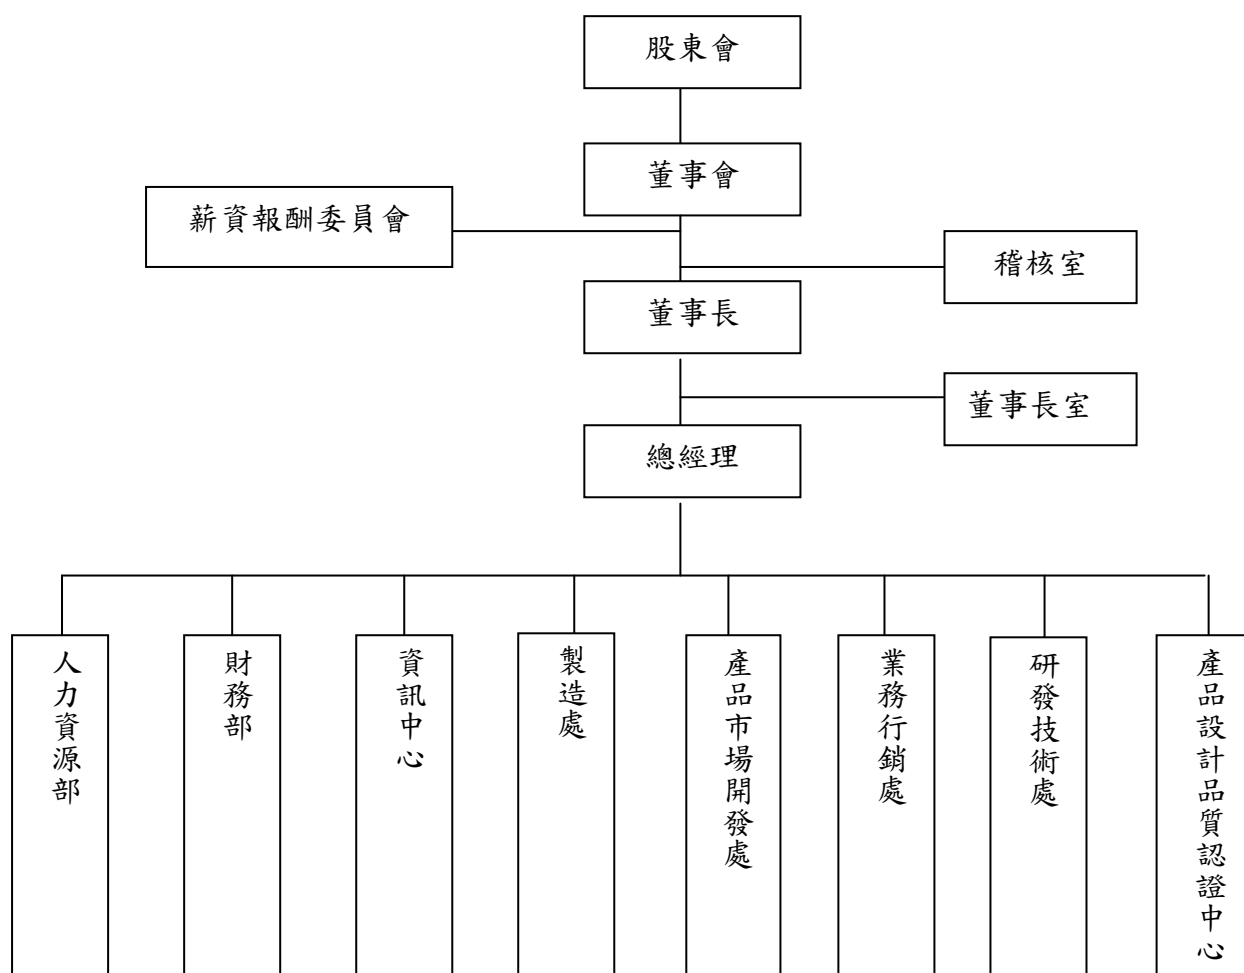 股東會
董事會
薪資報酬委員會
稽核室
董事長
董事長室
總經理
人力資源部
財務部
資訊中心
製造處
產品市場開發處
業務行銷處
研發技術處
產品設計品質認證中心